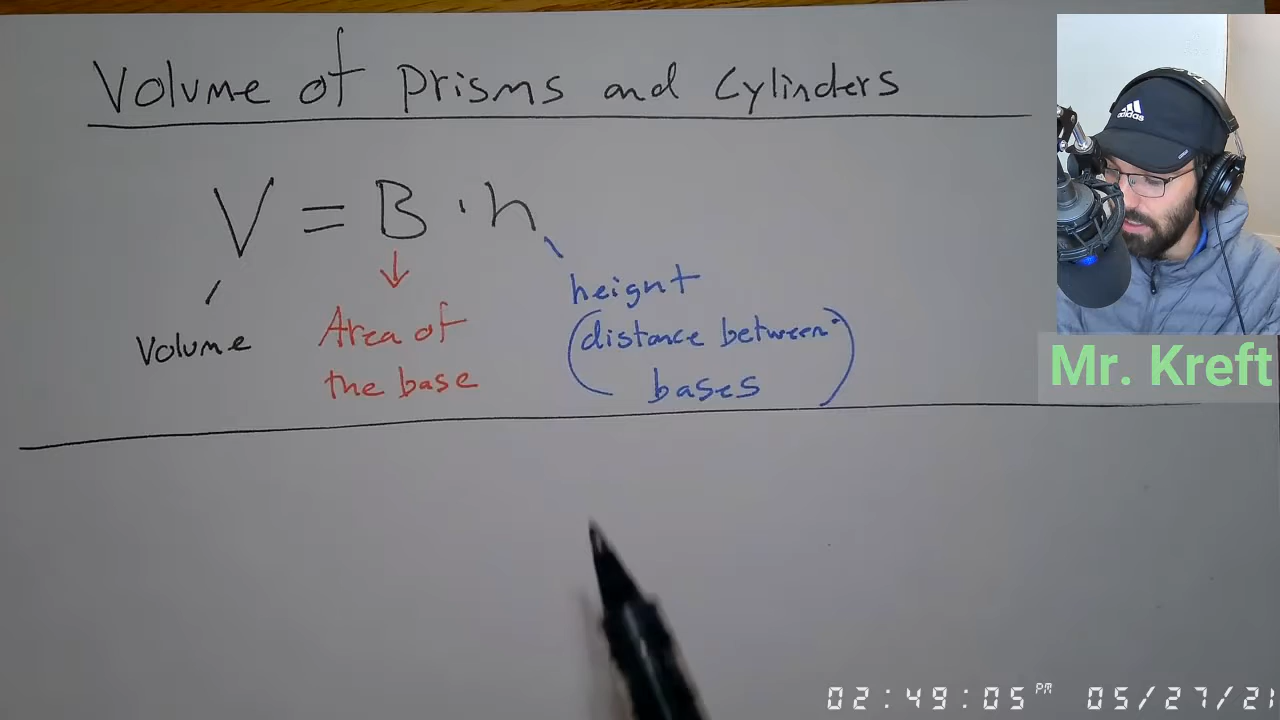 Volume of Prisms and Cylinders
V = B · h
Volume
Area of
the base
height
(distance between
bases)
adidas
Mr. Kreft
02:49:05 PM 05/27/21